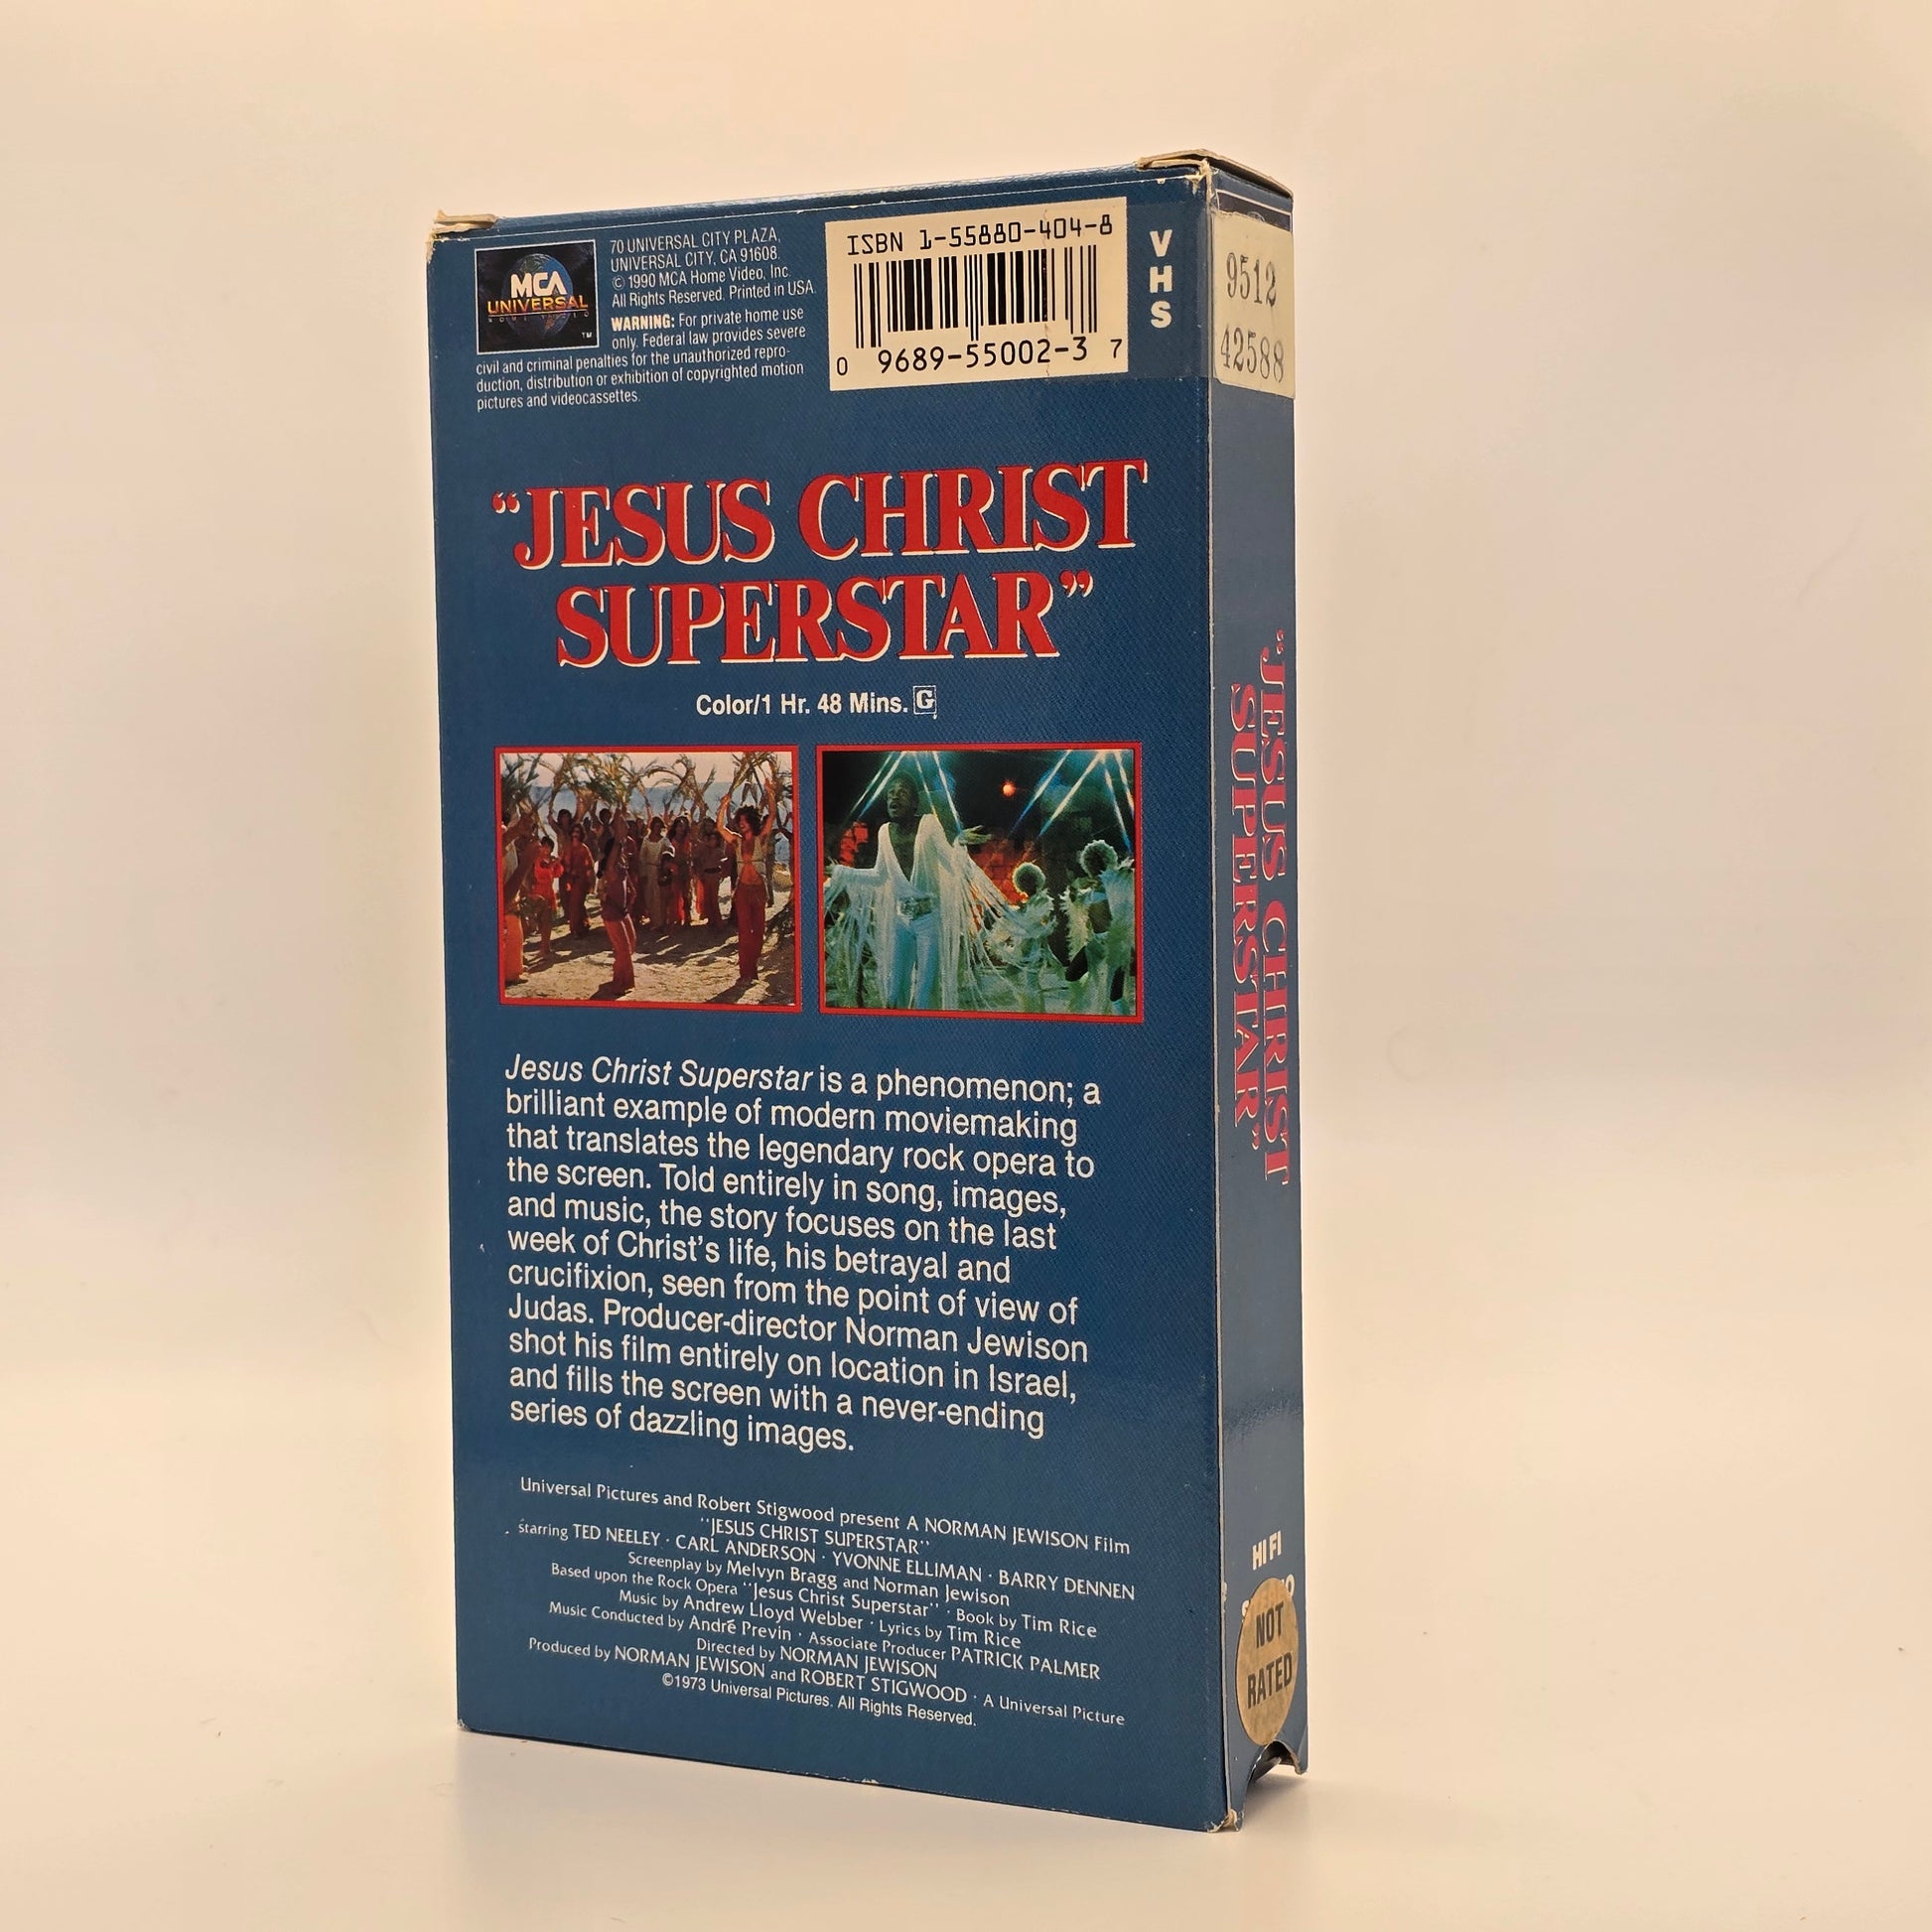 MCA
UNIVERSAL
HOME VIDEO
TM
70 UNIVERSAL CITY PLAZA,
UNIVERSAL CITY, CA 91608.
© 1990 MCA Home Video, Inc.
All Rights Reserved. Printed in USA.
WARNING: For private home use
only. Federal law provides severe
civil and criminal penalties for the unauthorized repro-
duction, distribution or exhibition of copyrighted motion
pictures and videocassettes.
ISBN 1-55880-404-8
0 9689-55002-3 7
VHS
“JESUS CHRIST
SUPERSTAR”
Color/1 Hr. 48 Mins. G
Jesus Christ Superstar is a phenomenon; a
brilliant example of modern moviemaking
that translates the legendary rock opera to
the screen. Told entirely in song, images,
and music, the story focuses on the last
week of Christ's life, his betrayal and
crucifixion, seen from the point of view of
Judas. Producer-director Norman Jewison
shot his film entirely on location in Israel,
and fills the screen with a never-ending
series of dazzling images.
Universal Pictures and Robert Stigwood present A NORMAN JEWISON Film
"JESUS CHRIST SUPERSTAR"
starring TED NEELEY · CARL ANDERSON · YVONNE ELLIMAN · BARRY DENNEN
Screenplay by Melvyn Bragg and Norman Jewison
Based upon the Rock Opera "Jesus Christ Superstar" · Book by Tim Rice
Music by Andrew Lloyd Webber · Lyrics by Tim Rice
Music Conducted by André Previn · Associate Producer PATRICK PALMER
Directed by NORMAN JEWISON
Produced by NORMAN JEWISON and ROBERT STIGWOOD · A Universal Picture
©1973 Universal Pictures. All Rights Reserved.
9512
42588
“JESUS CHRIST
SUPERSTAR”
HI FI
NOT
RATED